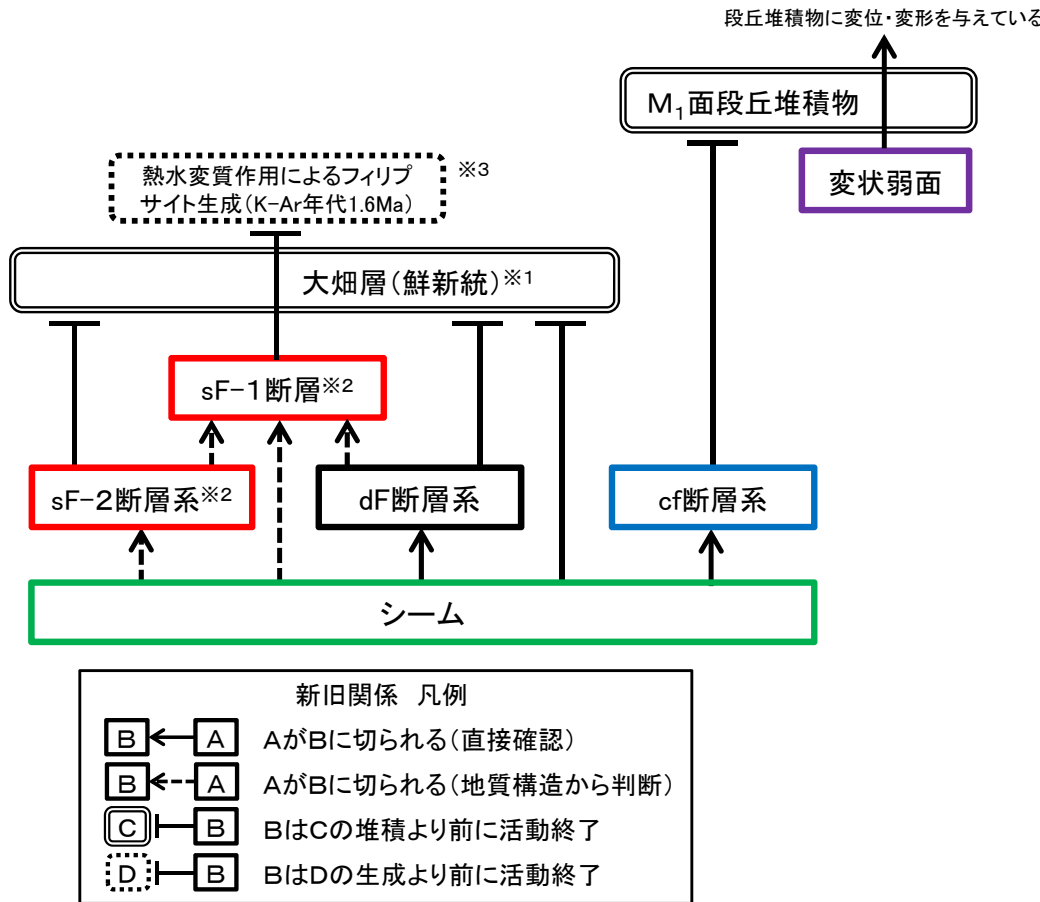 段丘堆積物に変位・変形を与えている
M₁面段丘堆積物
変状弱面
熱水変質作用によるフィリプ
サイト生成(K-Ar年代1.6Ma)
※3
大畑層(鮮新統)※1
sF-1断層※2
sF-2断層系※2
dF断層系
cf断層系
シーム
新旧関係 凡例
B A AがBに切られる(直接確認)
B A AがBに切られる(地質構造から判断)
C B BはCの堆積より前に活動終了
D B BはDの生成より前に活動終了